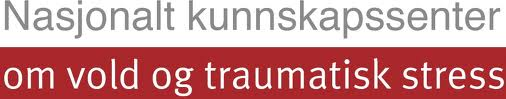 Nasjonalt kunnskapssenter
om vold og traumatisk stress